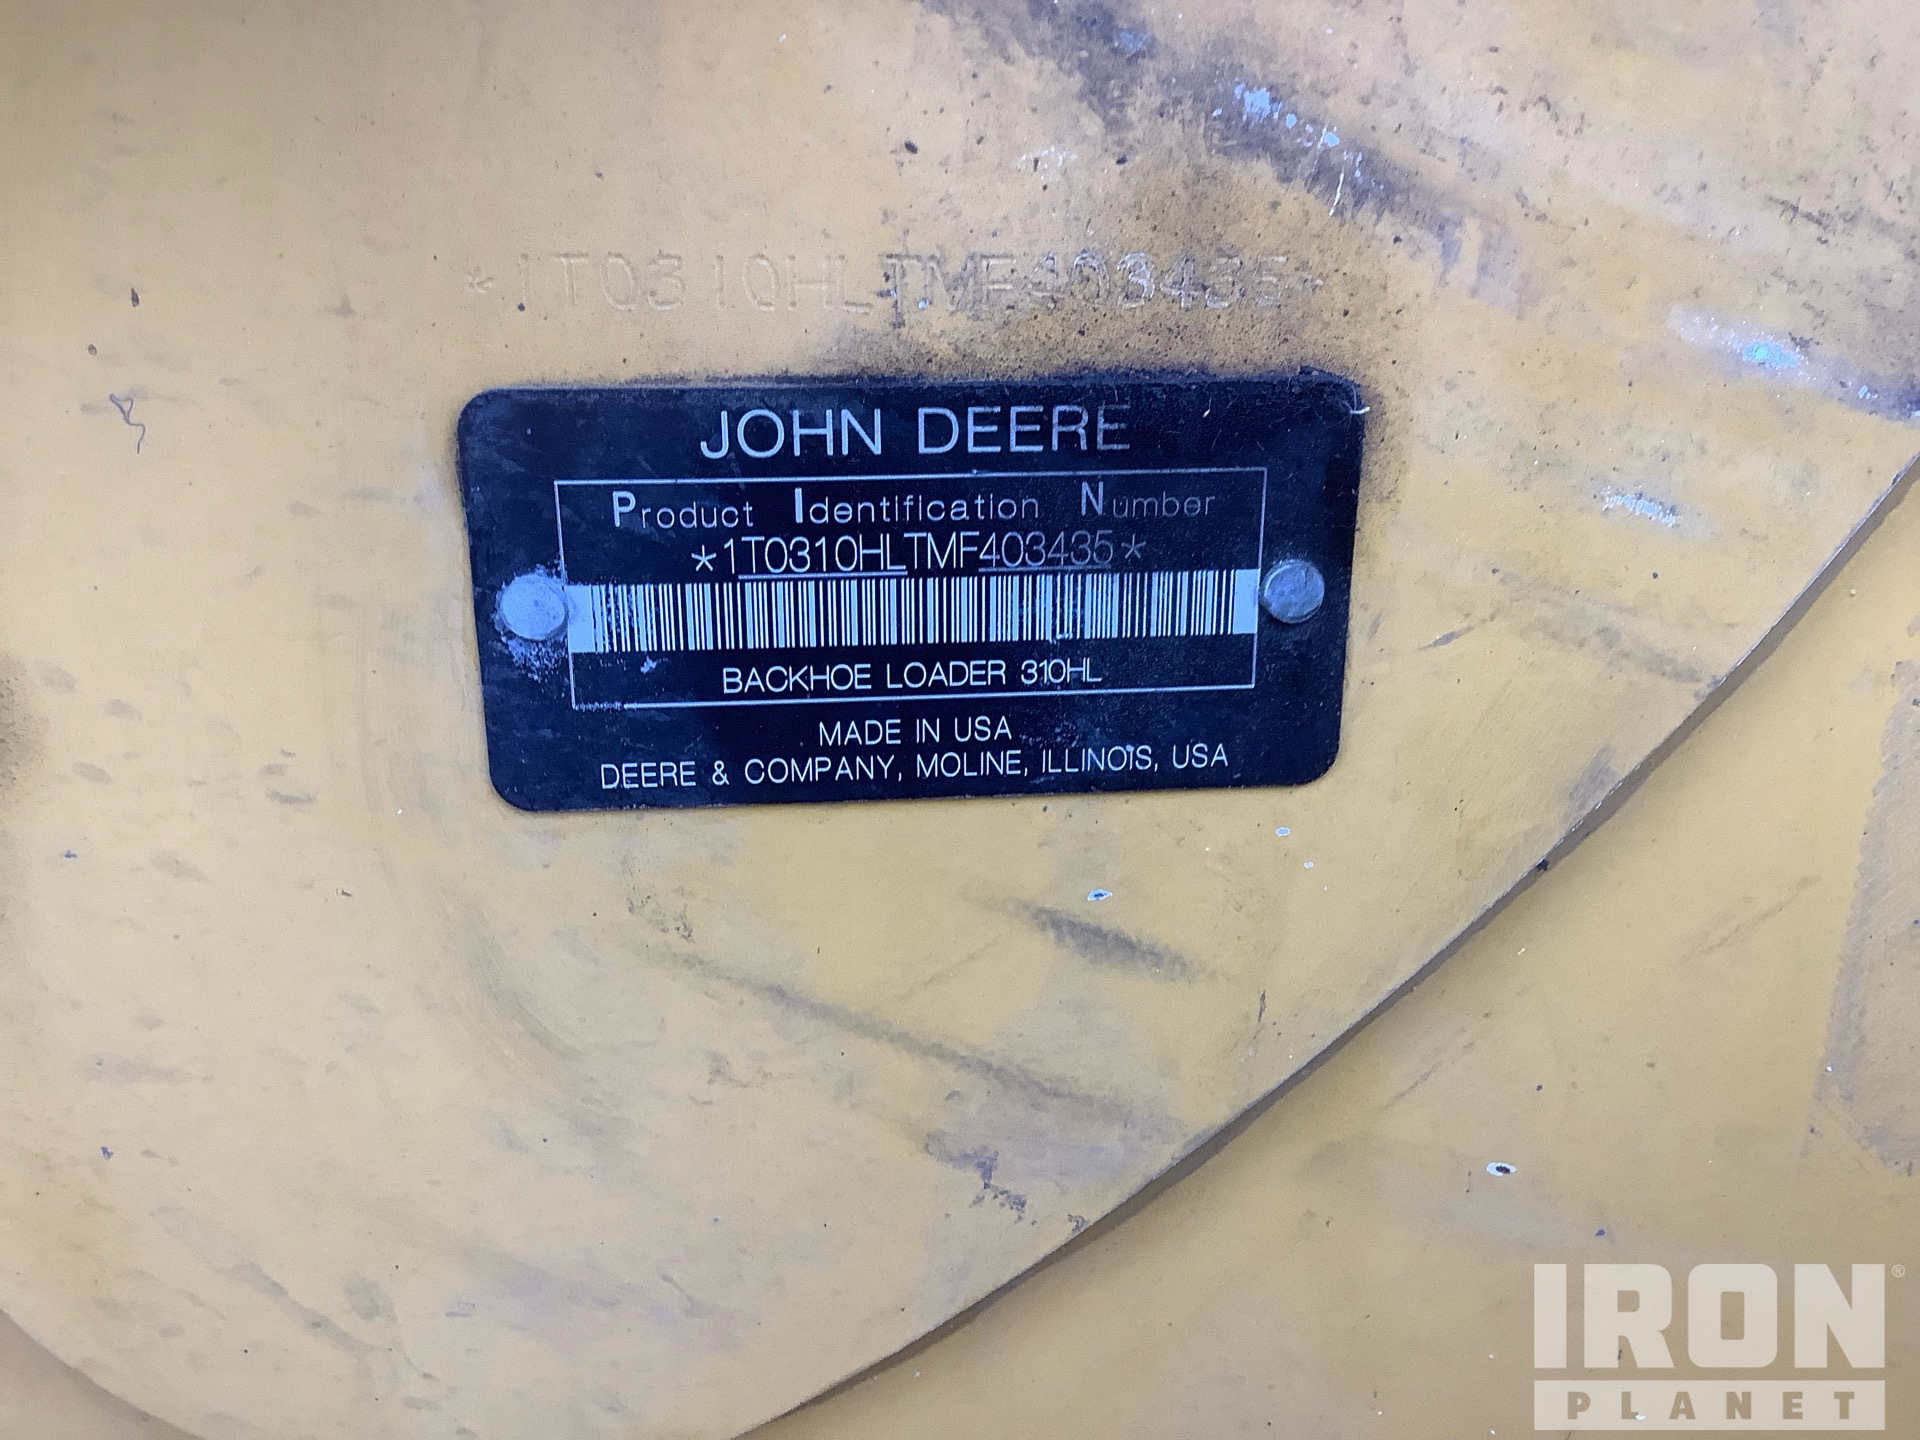 *1T0310HLTMF403435*
JOHN DEERE
Product Identification Number
*1T0310HLTMF403435*
BACKHOE LOADER 310HL
MADE IN USA
DEERE & COMPANY, MOLINE, ILLINOIS, USA
IRON®
PLANET